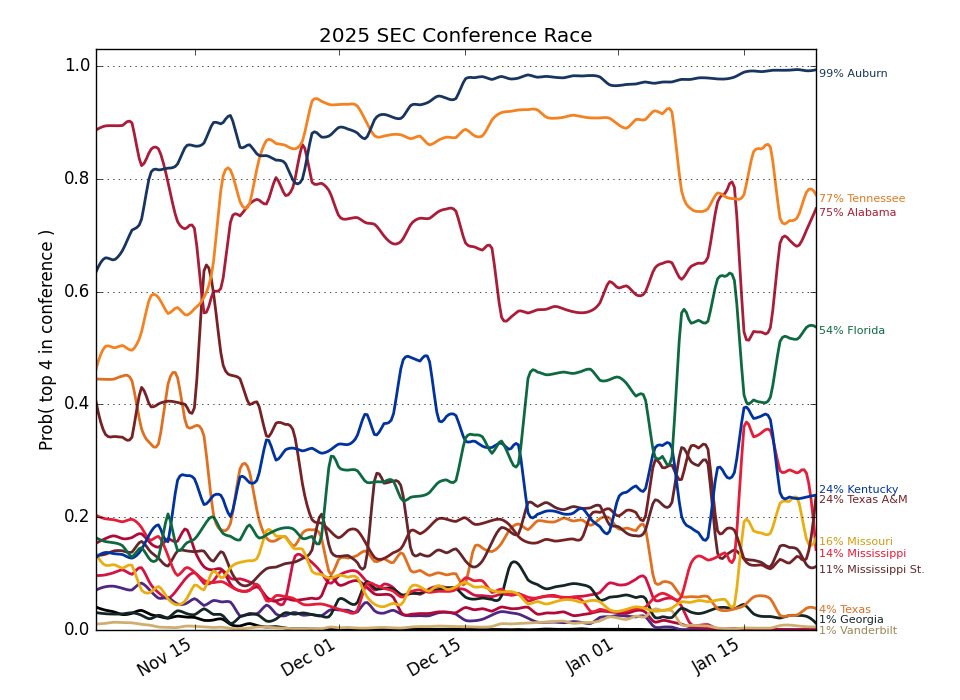 2025 SEC Conference Race
Prob( top 4 in conference )
1.0
0.8
0.6
0.4
0.2
0.0
Nov 15
Dec 01
Dec 15
Jan 01
Jan 15
99% Auburn
77% Tennessee
75% Alabama
54% Florida
24% Kentucky
24% Texas A&M
16% Missouri
14% Mississippi
11% Mississippi St.
4% Texas
1% Georgia
1% Vanderbilt